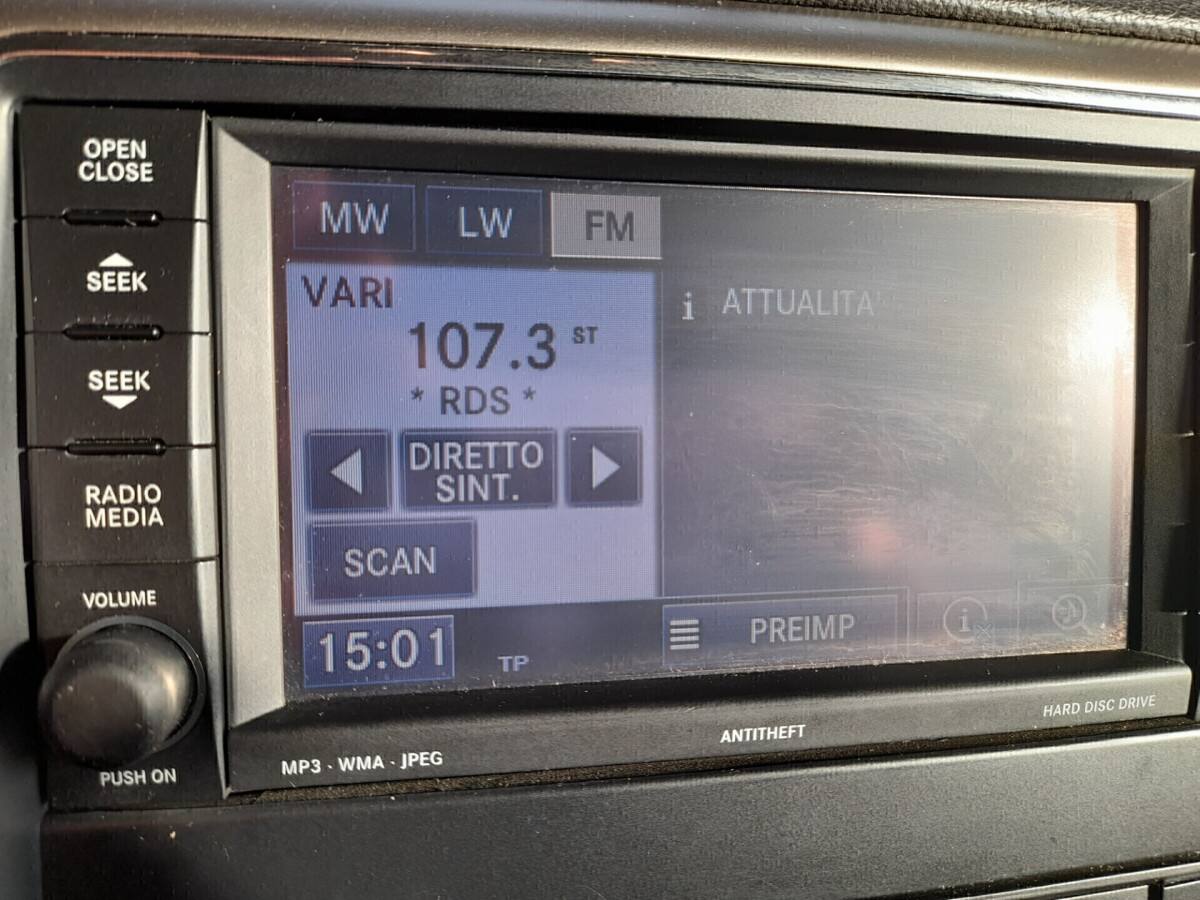 OPEN
CLOSE
SEEK
SEEK
RADIO
MEDIA
VOLUME
PUSH ON
MW LW FM
VARI
107.3 ST
* RDS *
DIRETTO
SINT.
SCAN
15:01
TP
i ATTUALITA'
PREIMP
i
MP3 · WMA · JPEG
ANTITHEFT
HARD DISC DRIVE